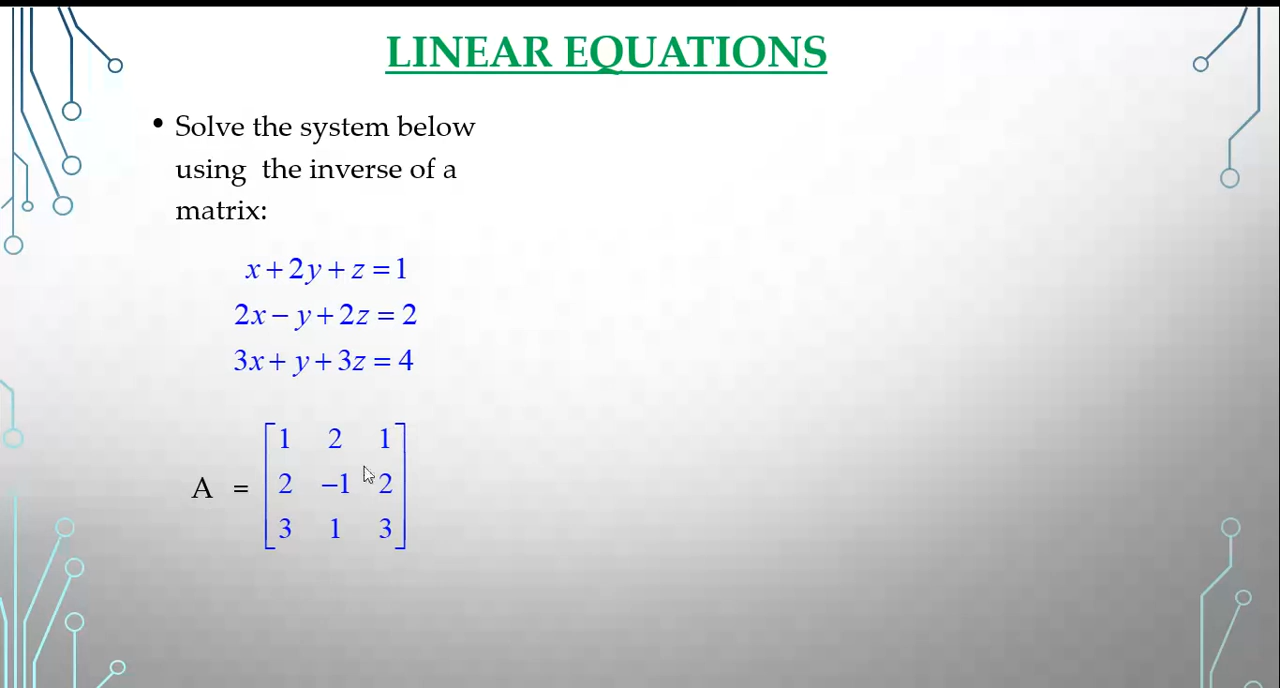 LINEAR EQUATIONS
• Solve the system below
using the inverse of a
matrix:
x + 2y + z = 1
2x − y + 2z = 2
3x + y + 3z = 4
1 2 1
A = 2 −1 2
3 1 3